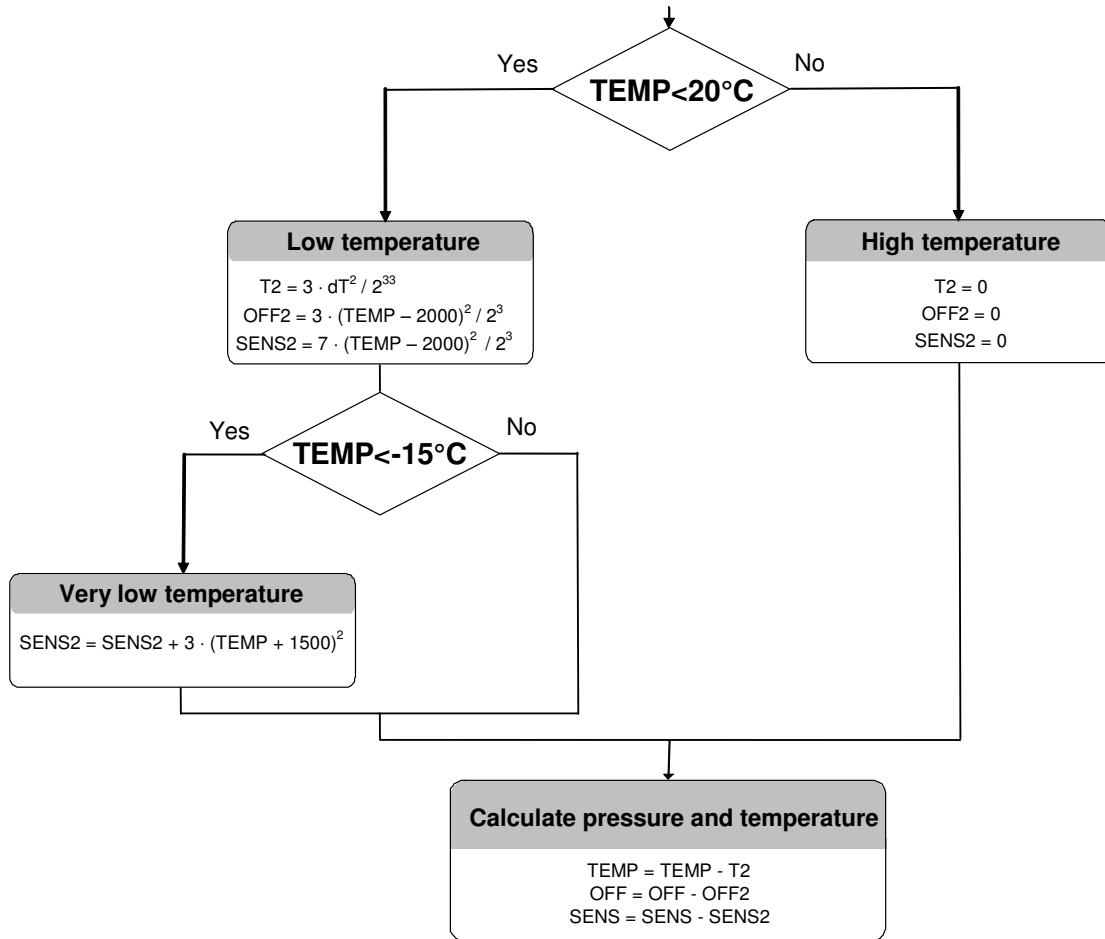 Yes
No
TEMP<20°C
Low temperature
T2 = 3 · dT² / 2³³
OFF2 = 3 · (TEMP – 2000)² / 2³
SENS2 = 7 · (TEMP – 2000)² / 2³
High temperature
T2 = 0
OFF2 = 0
SENS2 = 0
Yes
No
TEMP<-15°C
Very low temperature
SENS2 = SENS2 + 3 · (TEMP + 1500)²
Calculate pressure and temperature
TEMP = TEMP - T2
OFF = OFF - OFF2
SENS = SENS - SENS2